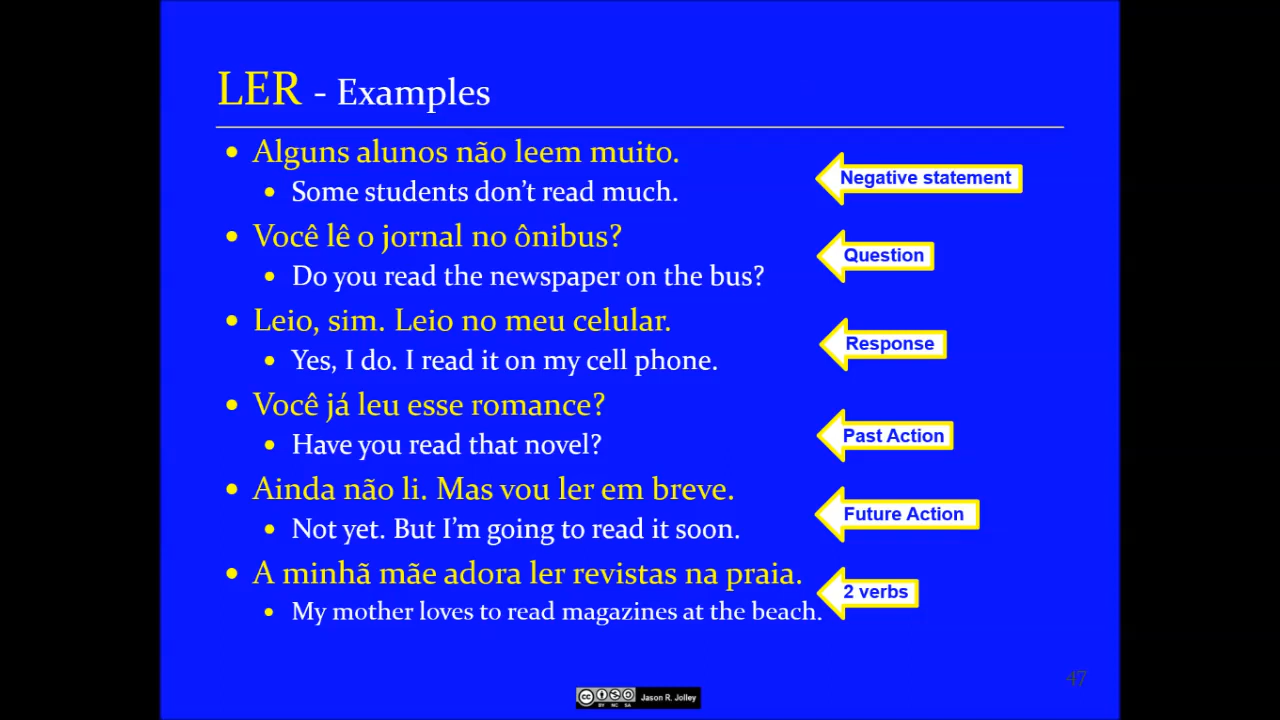 LER - Examples
• Alguns alunos não leem muito.
• Some students don't read much.
Negative statement
• Você lê o jornal no ônibus?
• Do you read the newspaper on the bus?
Question
• Leio, sim. Leio no meu celular.
• Yes, I do. I read it on my cell phone.
Response
• Você já leu esse romance?
• Have you read that novel?
Past Action
• Ainda não li. Mas vou ler em breve.
• Not yet. But I'm going to read it soon.
Future Action
• A minhã mãe adora ler revistas na praia.
• My mother loves to read magazines at the beach.
2 verbs
47
cc BY NC SA Jason R. Jolley